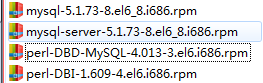 mysql-5.1.73-8.el6_8.i686.rpm
mysql-server-5.1.73-8.el6_8.i686.rpm
perl-DBD-MySQL-4.013-3.el6.i686.rpm
perl-DBI-1.609-4.el6.i686.rpm